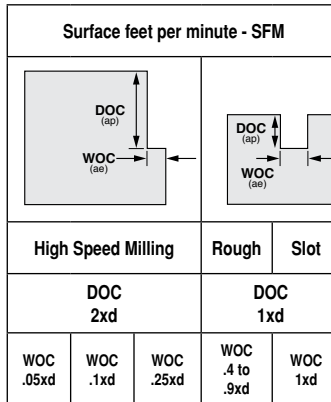 Surface feet per minute - SFM
DOC
(ap)
WOC
(ae)
DOC
(ap)
WOC
(ae)
High Speed Milling
Rough
Slot
DOC
2xd
DOC
1xd
WOC
.05xd
WOC
.1xd
WOC
.25xd
WOC
.4 to
.9xd
WOC
1xd